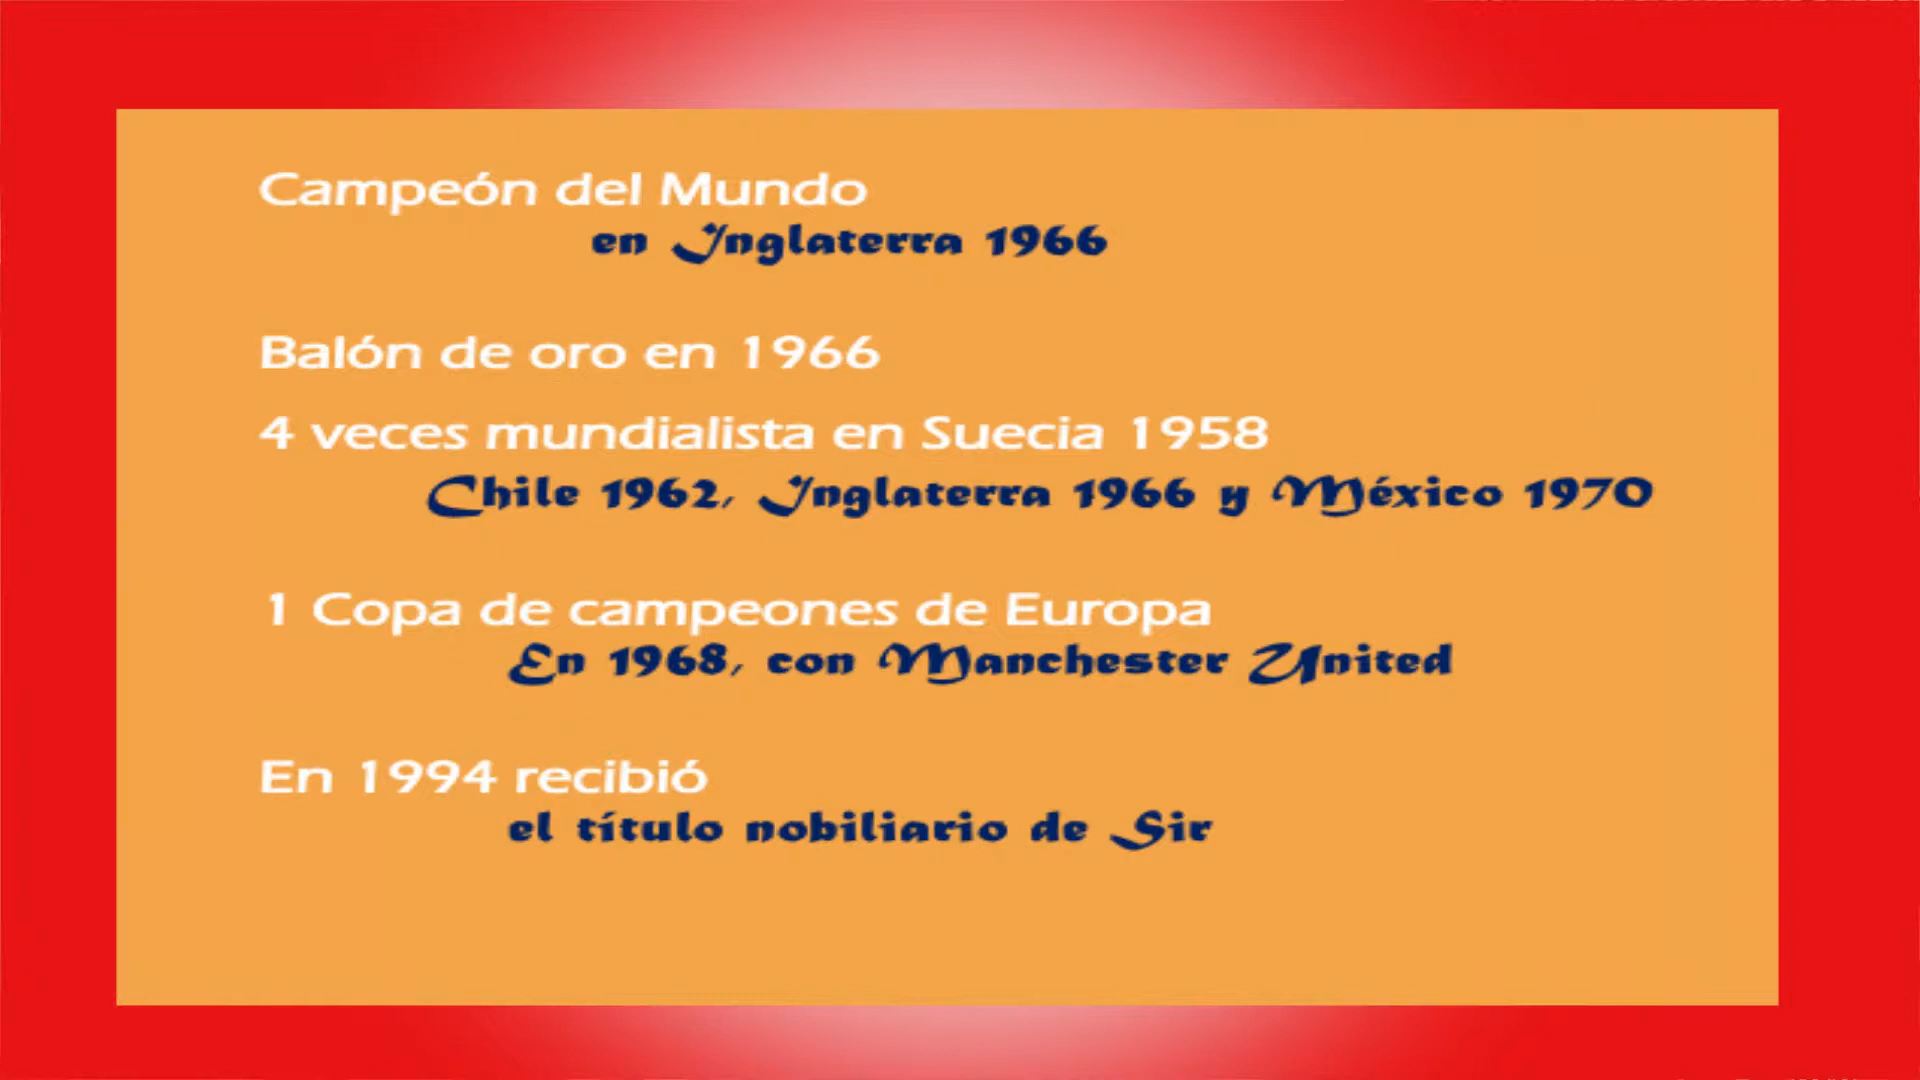 Campeón del Mundo
en Inglaterra 1966
Balón de oro en 1966
4 veces mundialista en Suecia 1958
Chile 1962, Inglaterra 1966 y México 1970
1 Copa de campeones de Europa
En 1968, con Manchester United
En 1994 recibió
el título nobiliario de Sir